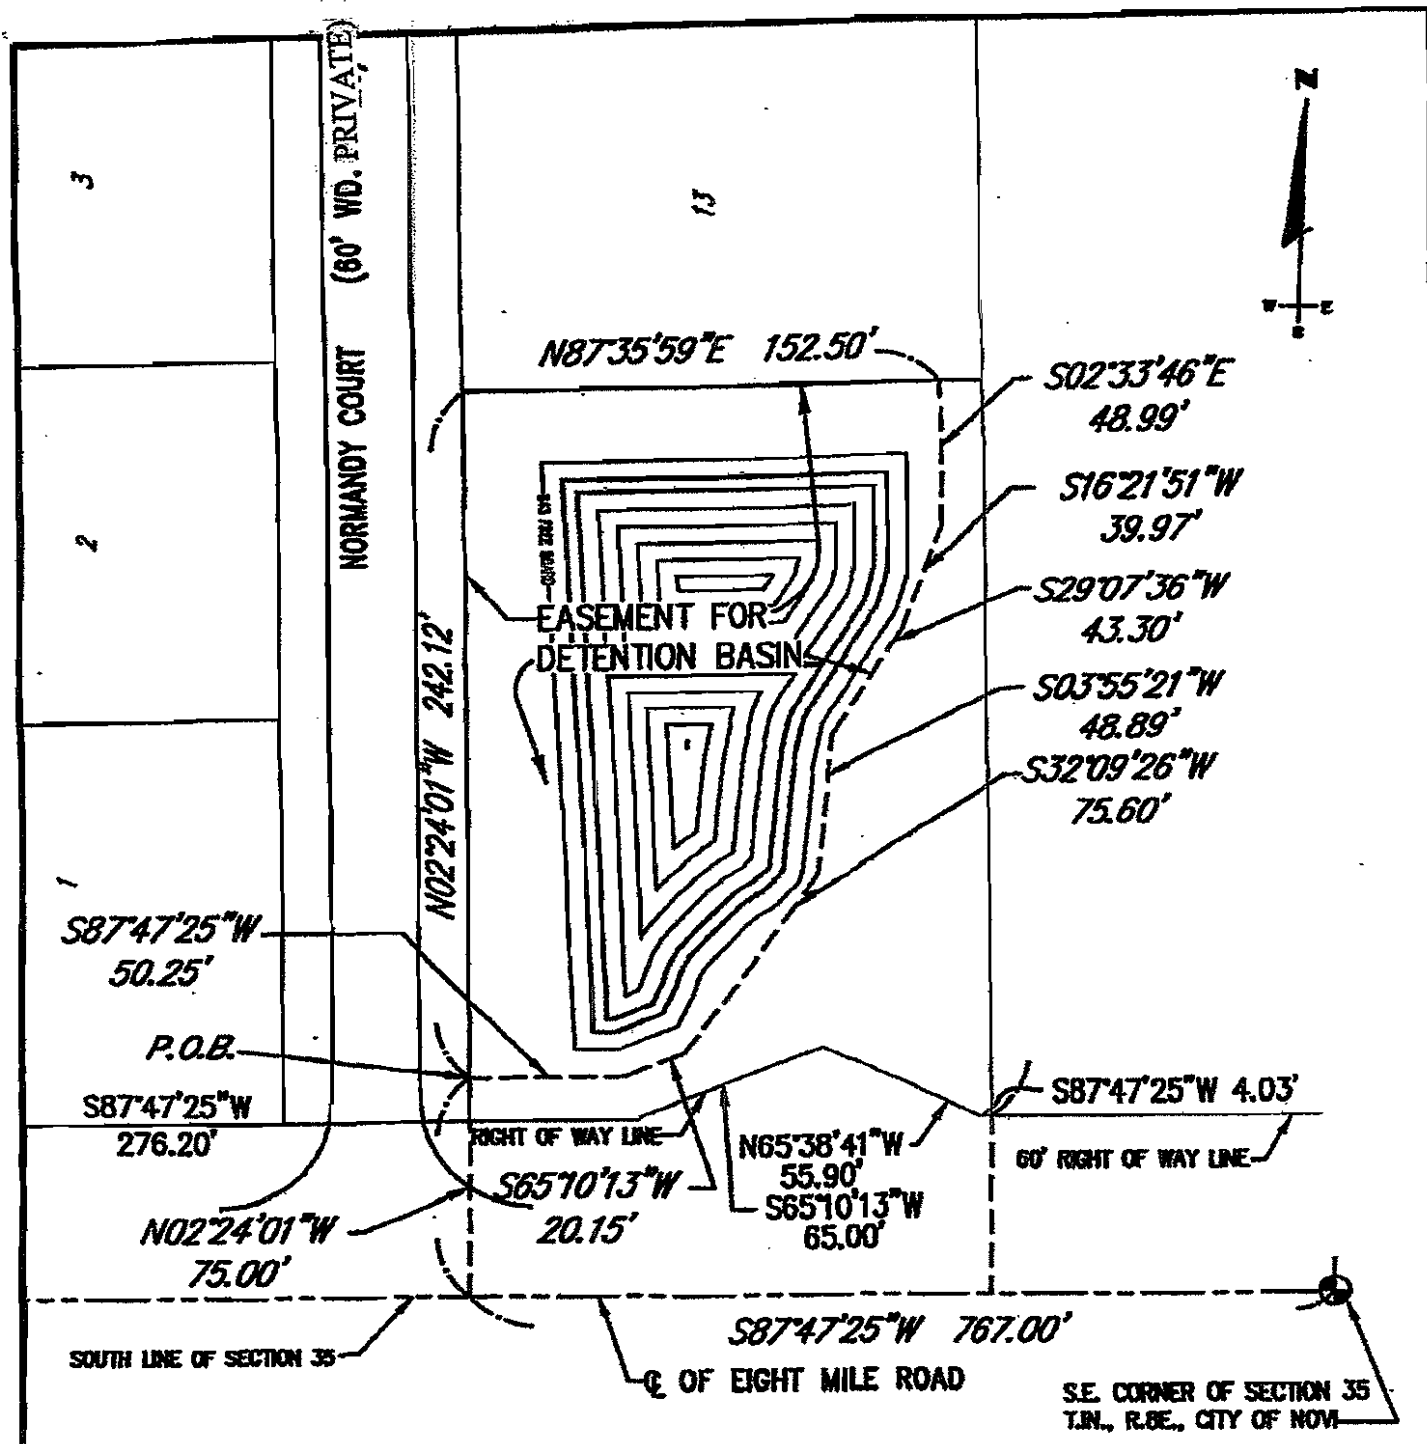 (60' WD. PRIVATE)
NORMANDY COURT
3
2
1
13
N
W E
S
N87°35'59"E 152.50'
S02°33'46"E
48.99'
S16°21'51"W
39.97'
S29°07'36"W
43.30'
S03°55'21"W
48.89'
S32°09'26"W
75.60'
EASEMENT FOR
DETENTION BASIN
N02°24'01"W 242.12'
S87°47'25"W
50.25'
P.O.B.
S87°47'25"W
276.20'
S87°47'25"W 4.03'
RIGHT OF WAY LINE
N65°38'41"W
55.90'
60' RIGHT OF WAY LINE
S65°10'13"W
20.15'
S65°10'13"W
65.00'
N02°24'01"W
75.00'
S87°47'25"W 767.00'
SOUTH LINE OF SECTION 35
℄ OF EIGHT MILE ROAD
S.E. CORNER OF SECTION 35
T.1N., R.8E., CITY OF NOVI